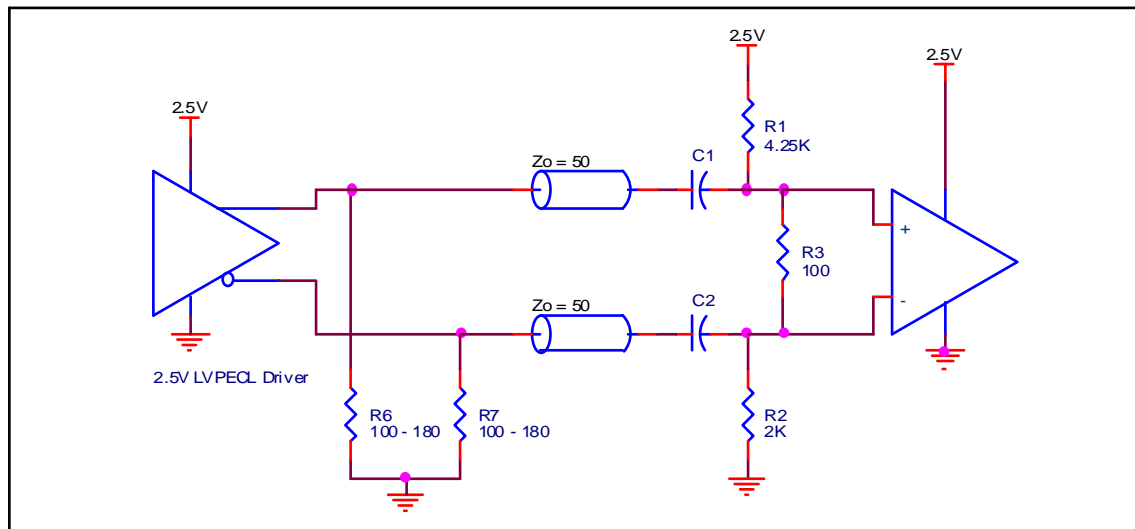 2.5V
2.5V
2.5V
R1
4.25K
Zo = 50
C1
+
R3
100
-
Zo = 50
C2
2.5V LVPECL Driver
R6
100 - 180
R7
100 - 180
R2
2K